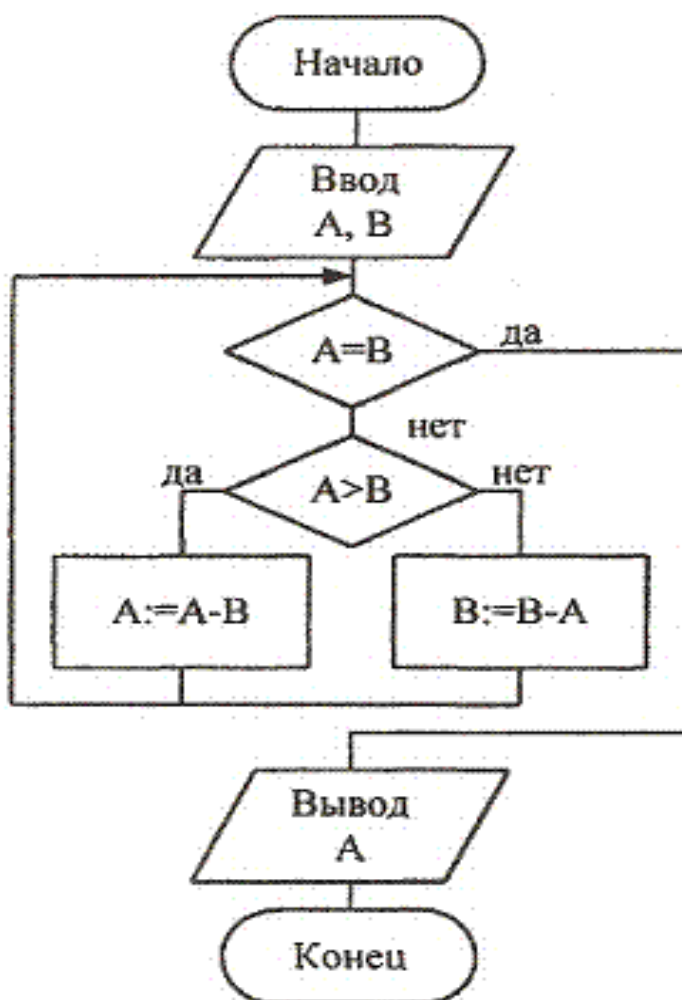 Начало
Ввод
A, B
A=B
да
нет
A>B
да
нет
A:=A-B
B:=B-A
Вывод
A
Конец